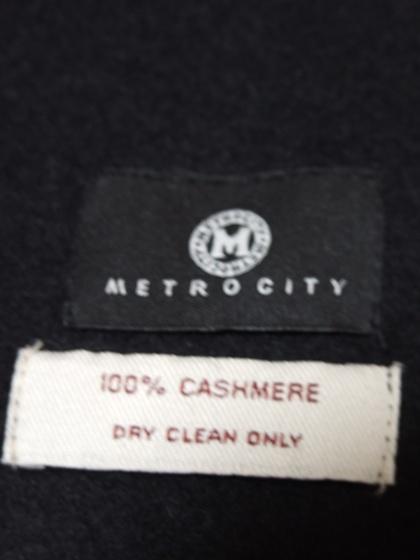 M
METROCITY
100% CASHMERE
DRY CLEAN ONLY